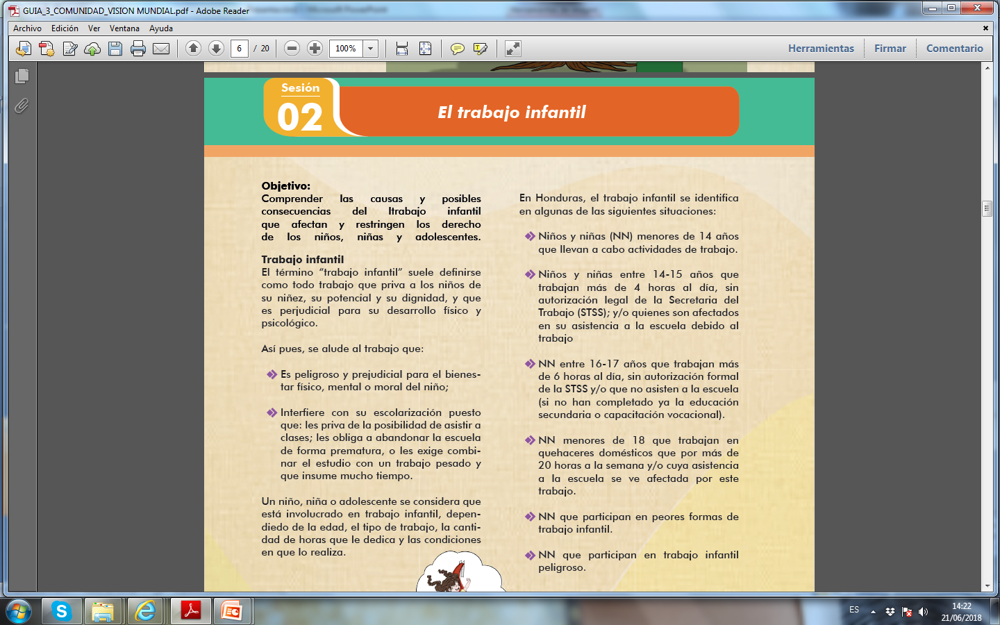 GUIA_3_COMUNIDAD_VISION MUNDIAL.pdf - Adobe Reader
Archivo Edición Ver Ventana Ayuda
6 / 20 100% Herramientas Firmar Comentario
Sesión
02
El trabajo infantil
Objetivo:
Comprender las causas y posibles
consecuencias del ltrabajo infantil
que afectan y restringen los derecho
de los niños, niñas y adolescentes.
Trabajo infantil
El término “trabajo infantil” suele definirse
como todo trabajo que priva a los niños de
su niñez, su potencial y su dignidad, y que
es perjudicial para su desarrollo físico y
psicológico.
Así pues, se alude al trabajo que:
Es peligroso y prejudicial para el bienes-
tar físico, mental o moral del niño;
Interfiere con su escolarización puesto
que: les priva de la posibilidad de asistir a
clases; les obliga a abandonar la escuela
de forma prematura, o les exige combi-
nar el estudio con un trabajo pesado y
que insume mucho tiempo.
Un niño, niña o adolescente se considera que
está involucrado en trabajo infantil, depen-
diedo de la edad, el tipo de trabajo, la canti-
dad de horas que le dedica y las condiciones
en que lo realiza.
En Honduras, el trabajo infantil se identifica
en algunas de las siguientes situaciones:
Niños y niñas (NN) menores de 14 años
que llevan a cabo actividades de trabajo.
Niños y niñas entre 14-15 años que
trabajan más de 4 horas al día, sin
autorización legal de la Secretaria del
Trabajo (STSS); y/o quienes son afectados
en su asistencia a la escuela debido al
trabajo
NN entre 16-17 años que trabajan más
de 6 horas al día, sin autorización formal
de la STSS y/o que no asisten a la escuela
(si no han completado ya la educación
secundaria o capacitación vocacional).
NN menores de 18 que trabajan en
quehaceres domésticos que por más de
20 horas a la semana y/o cuya asistencia
a la escuela se ve afectada por este
trabajo.
NN que participan en peores formas de
trabajo infantil.
NN que participan en trabajo infantil
peligroso.
ES
14:22
21/06/2018